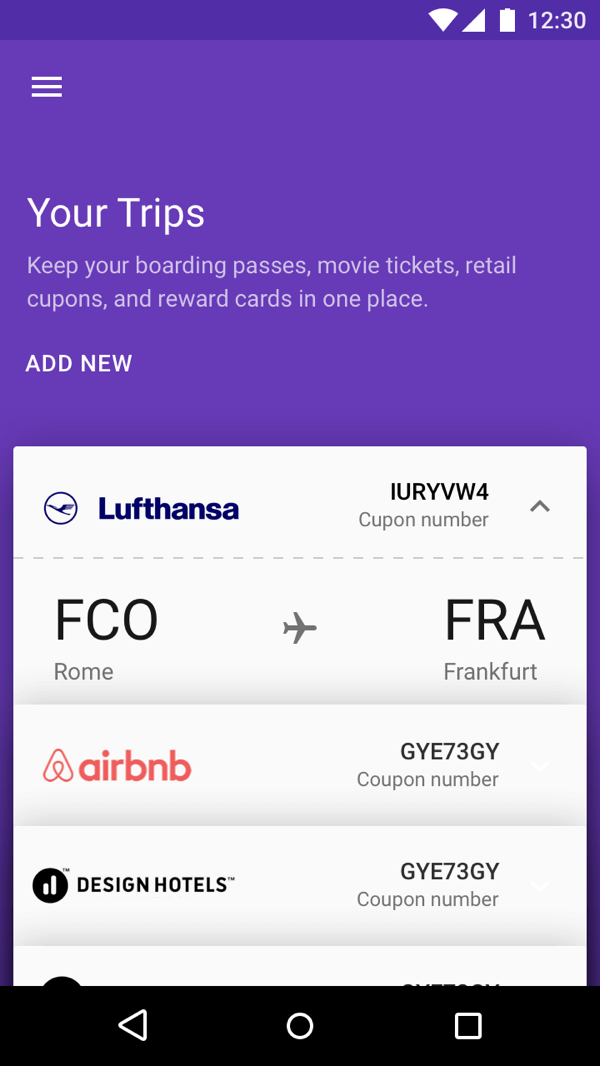 12:30
Your Trips
Keep your boarding passes, movie tickets, retail
cupons, and reward cards in one place.
ADD NEW
Lufthansa
IURYVW4
Cupon number
FCO
FRA
Rome
Frankfurt
airbnb
GYE73GY
Coupon number
DESIGN HOTELS™
GYE73GY
Coupon number